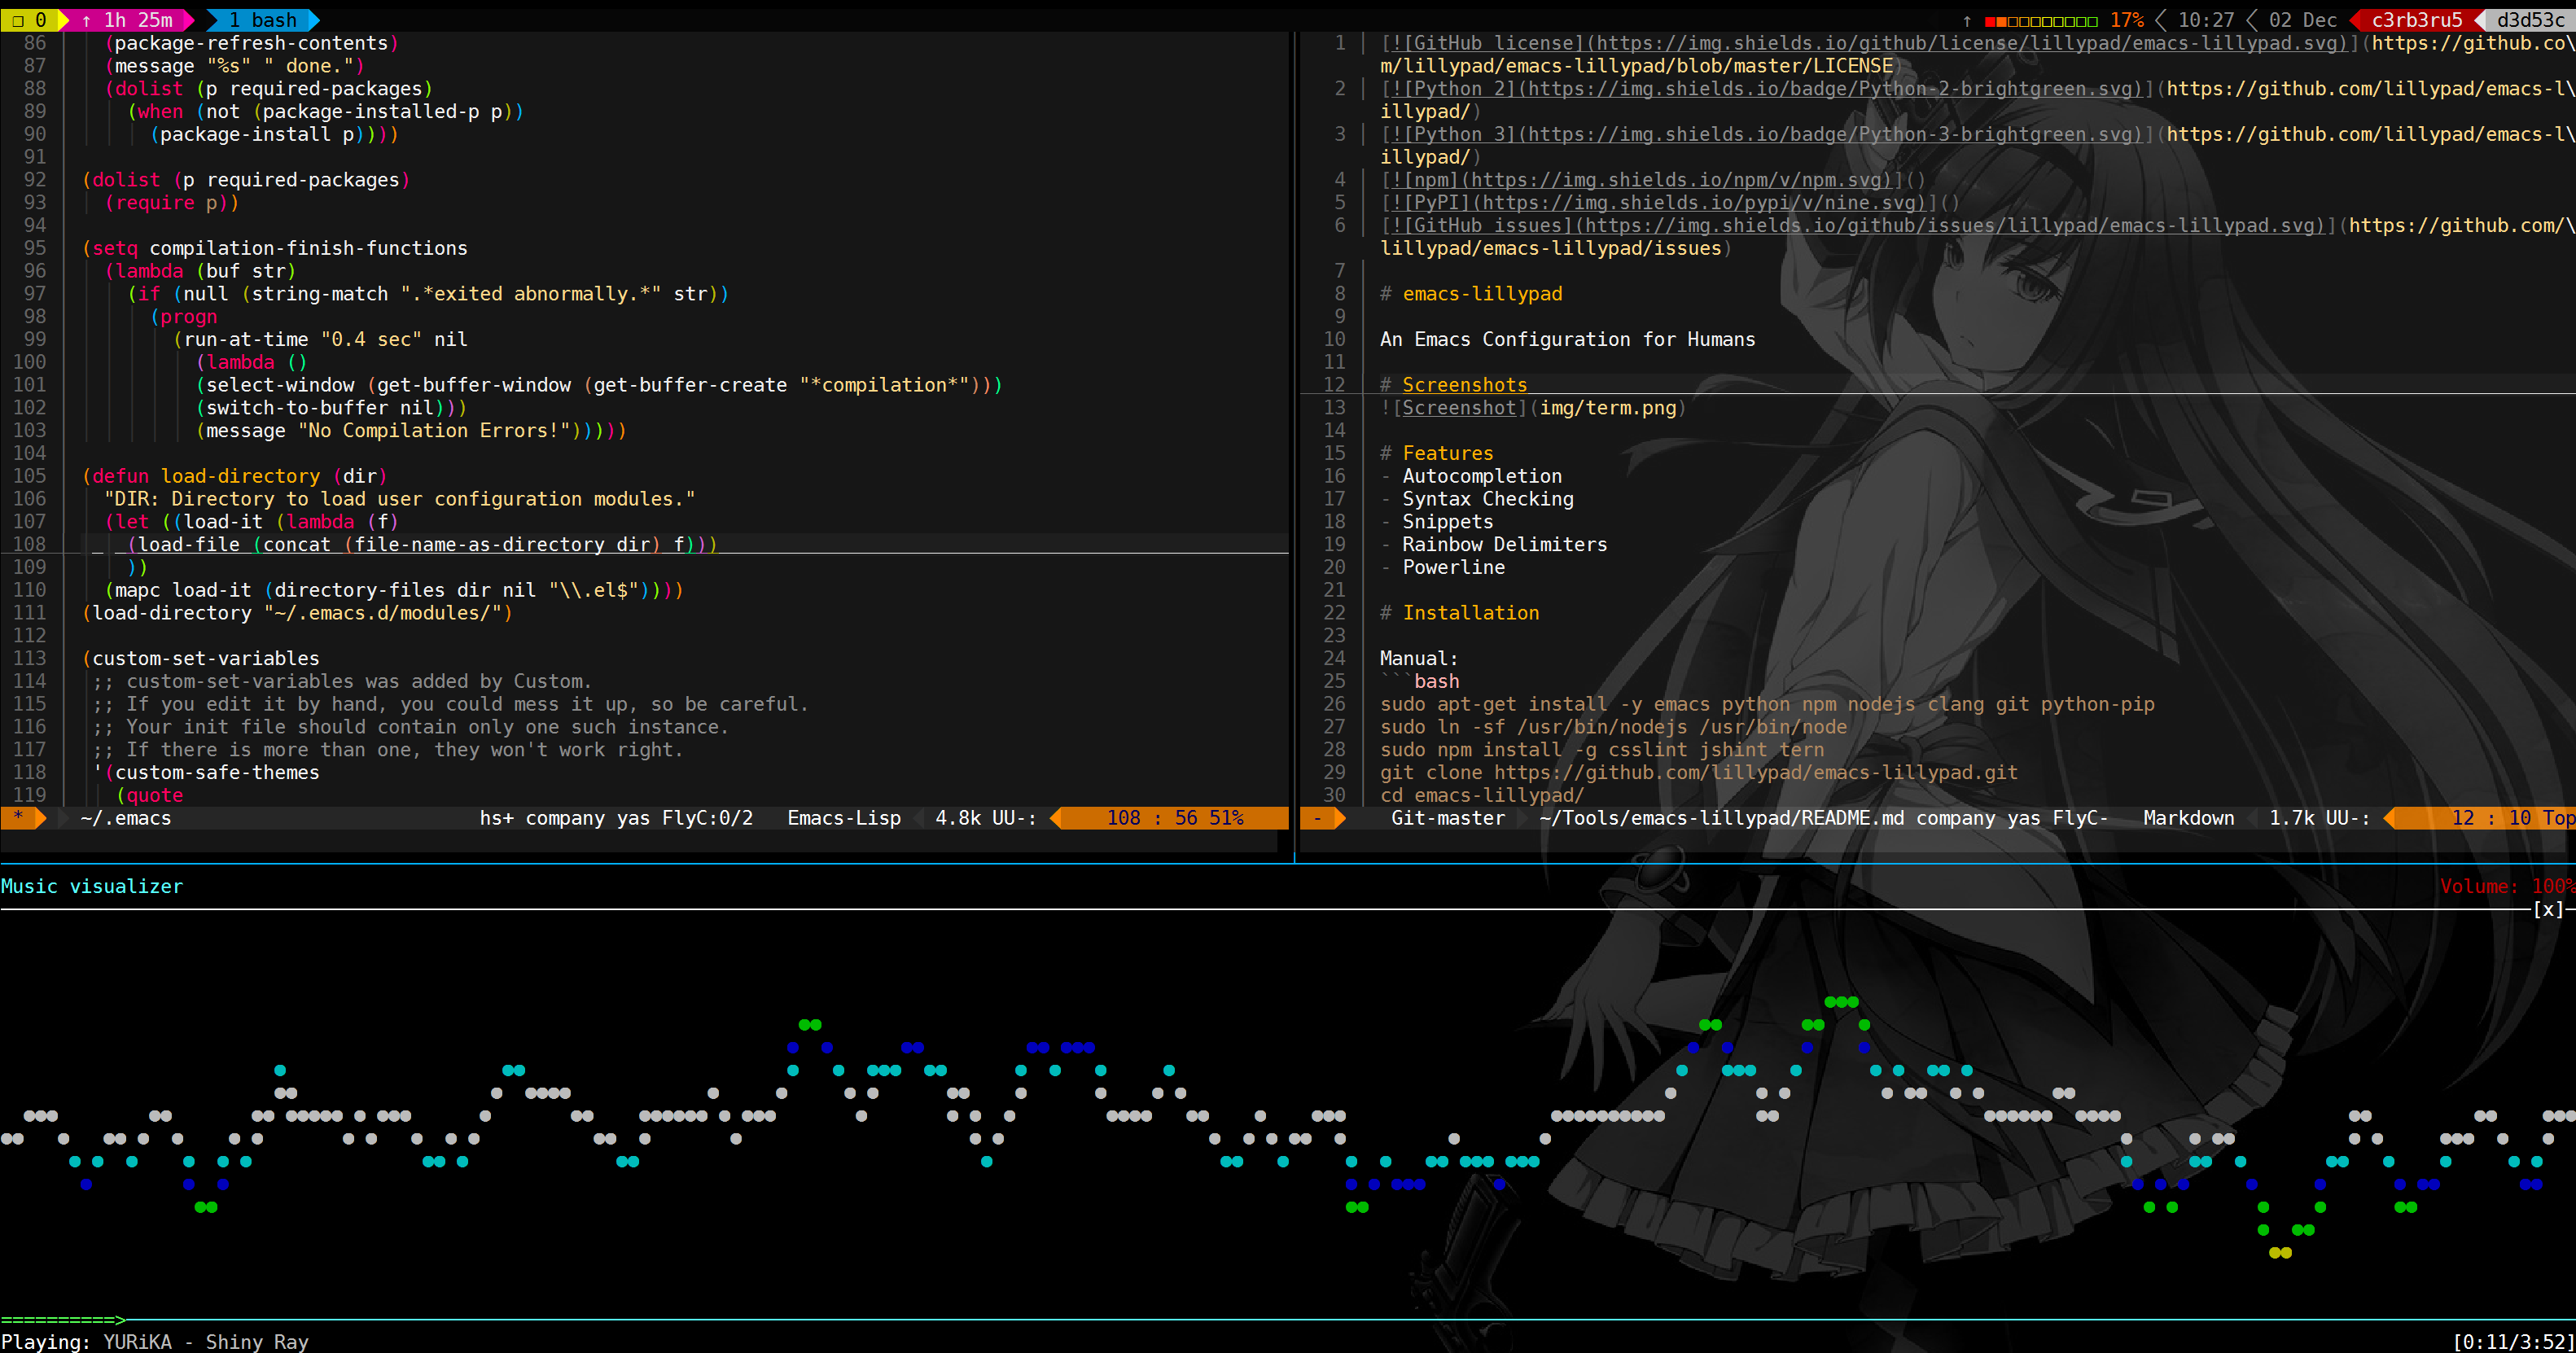 ❐ 0 ↑ 1h 25m 1 bash ↑ 17% 10:27 02 Dec c3rb3ru5 d3d53c
86 (package-refresh-contents)
87 (message "%s" " done.")
88 (dolist (p required-packages)
89 (when (not (package-installed-p p))
90 (package-install p))))
91
92 (dolist (p required-packages)
93 (require p))
94
95 (setq compilation-finish-functions
96 (lambda (buf str)
97 (if (null (string-match ".*exited abnormally.*" str))
98 (progn
99 (run-at-time "0.4 sec" nil
100 (lambda ()
101 (select-window (get-buffer-window (get-buffer-create "*compilation*")))
102 (switch-to-buffer nil)))
103 (message "No Compilation Errors!")))))
104
105 (defun load-directory (dir)
106 "DIR: Directory to load user configuration modules."
107 (let ((load-it (lambda (f)
108 (load-file (concat (file-name-as-directory dir) f)))
109 ))
110 (mapc load-it (directory-files dir nil "\\.el$"))))
111 (load-directory "~/.emacs.d/modules/")
112
113 (custom-set-variables
114 ;; custom-set-variables was added by Custom.
115 ;; If you edit it by hand, you could mess it up, so be careful.
116 ;; Your init file should contain only one such instance.
117 ;; If there is more than one, they won't work right.
118 '(custom-safe-themes
119 (quote
* ~/.emacs hs+ company yas FlyC:0/2 Emacs-Lisp 4.8k UU-: 108 : 56 51%
1 [![GitHub license](https://img.shields.io/github/license/lillypad/emacs-lillypad.svg)](https://github.co\
m/lillypad/emacs-lillypad/blob/master/LICENSE)
2 [![Python 2](https://img.shields.io/badge/Python-2-brightgreen.svg)](https://github.com/lillypad/emacs-l\
illypad/)
3 [![Python 3](https://img.shields.io/badge/Python-3-brightgreen.svg)](https://github.com/lillypad/emacs-l\
illypad/)
4 [![npm](https://img.shields.io/npm/v/npm.svg)]()
5 [![PyPI](https://img.shields.io/pypi/v/nine.svg)]()
6 [![GitHub issues](https://img.shields.io/github/issues/lillypad/emacs-lillypad.svg)](https://github.com/\
lillypad/emacs-lillypad/issues)
7
8 # emacs-lillypad
9
10 An Emacs Configuration for Humans
11
12 # Screenshots
13 ![Screenshot](img/term.png)
14
15 # Features
16 - Autocompletion
17 - Syntax Checking
18 - Snippets
19 - Rainbow Delimiters
20 - Powerline
21
22 # Installation
23
24 Manual:
25 ```bash
26 sudo apt-get install -y emacs python npm nodejs clang git python-pip
27 sudo ln -sf /usr/bin/nodejs /usr/bin/node
28 sudo npm install -g csslint jshint tern
29 git clone https://github.com/lillypad/emacs-lillypad.git
30 cd emacs-lillypad/
- Git-master ~/Tools/emacs-lillypad/README.md company yas FlyC- Markdown 1.7k UU-: 12 : 10 Top
Music visualizer Volume: 100%
[x]
==========>
Playing: YURiKA - Shiny Ray [0:11/3:52]